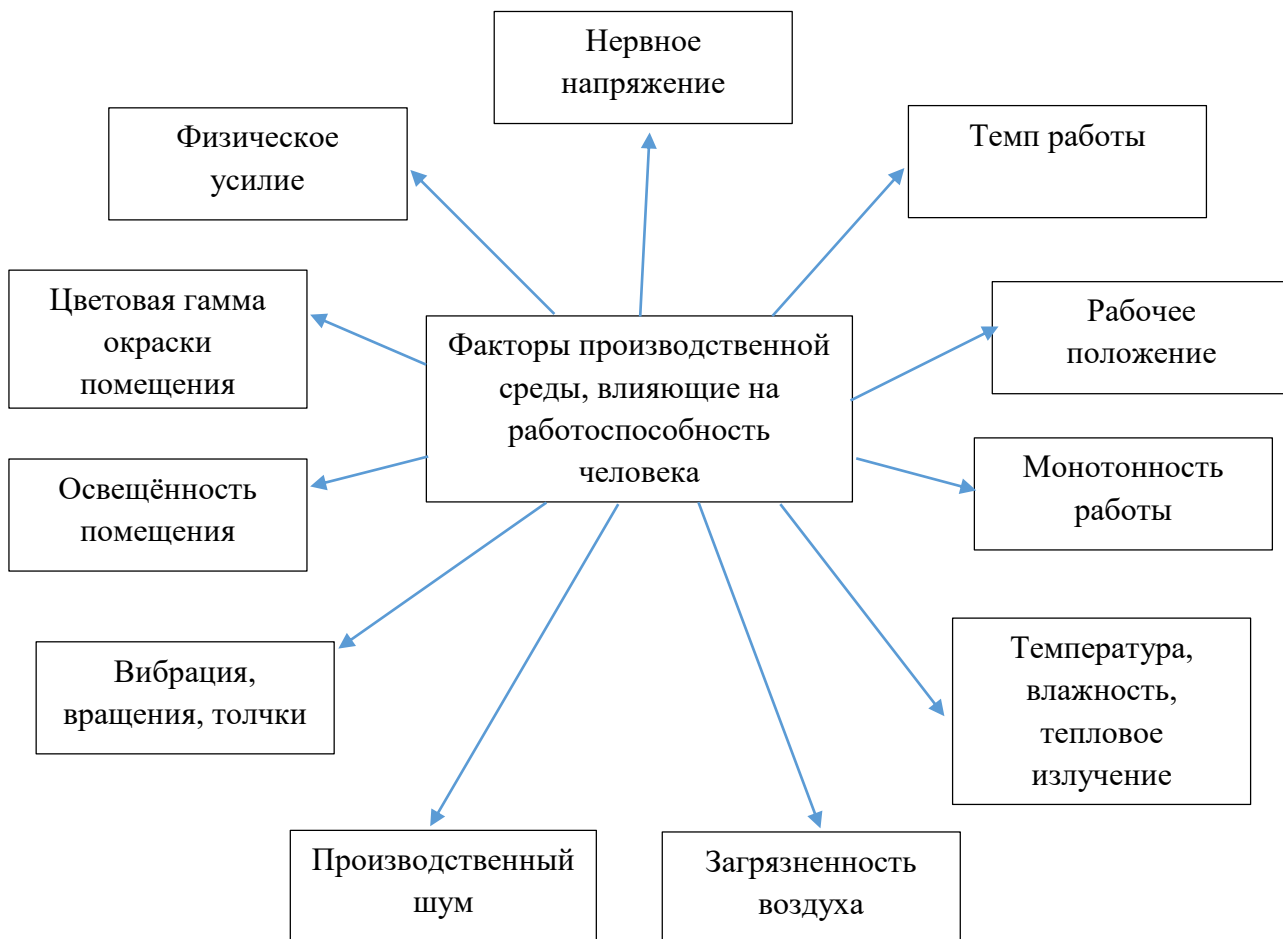 Нервное
напряжение
Физическое
усилие
Темп работы
Цветовая гамма
окраски
помещения
Факторы производственной
среды, влияющие на
работоспособность
человека
Рабочее
положение
Освещённость
помещения
Монотонность
работы
Вибрация,
вращения, толчки
Температура,
влажность,
тепловое
излучение
Производственный
шум
Загрязненность
воздуха